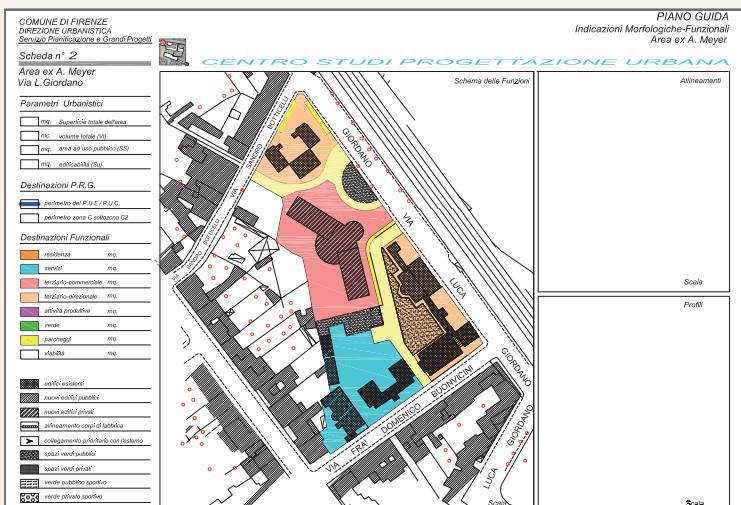 COMUNE DI FIRENZE
DIREZIONE URBANISTICA
Servizio Pianificazione e Grandi Progetti
Scheda n° 2
Area ex A. Meyer
Via L.Giordano
Parametri Urbanistici
mq. Superficie totale dell'area
mc. volume totale (Vt)
mq. area ad uso pubblico (SS)
mq. edificabilità (Su)
Destinazioni P.R.G.
perimetro del P.U.E / P.U.C.
perimetro zona C sottozona C2
Destinazioni Funzionali
residenza mq.
servizi mq.
terziario-commerciale mq.
terziario-direzionale mq.
attività produttive mq.
verde mq.
parcheggi mq.
viabilità mq.
edifici esistenti
nuovi edifici pubblici
nuovi edifici privati
allineamento corpi di fabbrica
collegamento prioritario con l'esterno
spazi verdi pubblici
spazi verdi privati
verde pubblico sportivo
verde privato sportivo
PIANO GUIDA
Indicazioni Morfologiche-Funzionali
Area ex A. Meyer
CENTRO STUDI PROGETTAZIONE URBANA
Schema delle Funzioni
VIA SANDRO BOTTICELLI
GIORDANO
VIA
LUCA
GIORDANO
VIA SANDRO BOTTICELLI
VIA FRA' DOMENICO BUONVICINI
LUCA GIORDANO
Scala
Allineamenti
Scala
Profili
Scala